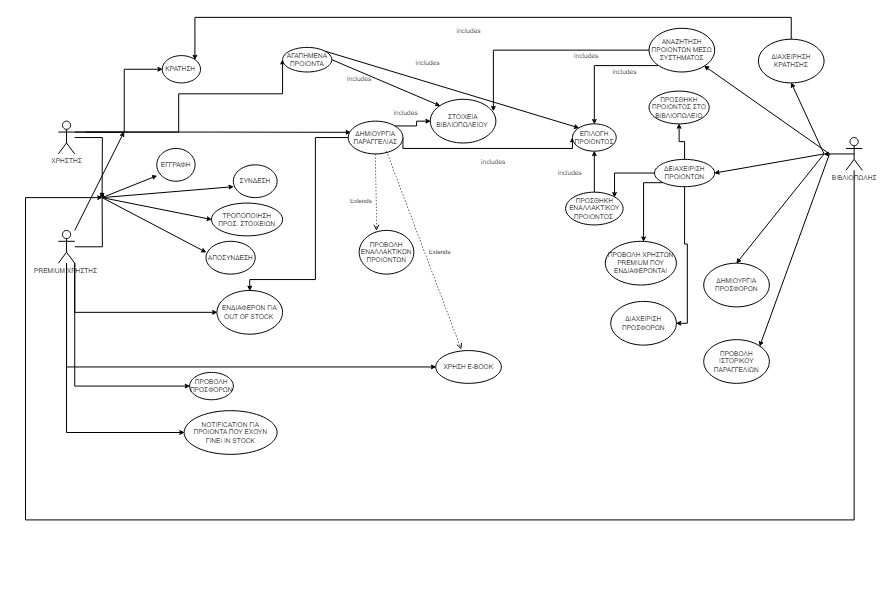 includes
ΑΝΑΖΗΤΗΣΗ
ΠΡΟΙΟΝΤΩΝ ΜΕΣΩ
ΣΥΣΤΗΜΑΤΟΣ
ΔΙΑΧΕΙΡΗΣΗ
ΚΡΑΤΗΣΗΣ
ΑΓΑΠΗΜΕΝΑ
ΠΡΟΙΟΝΤΑ
includes
includes
ΚΡΑΤΗΣΗ
includes
includes
ΠΡΟΣΘΗΚΗ
ΠΡΟΙΟΝΤΟΣ ΣΤΟ
ΒΙΒΛΙΟΠΩΛΕΙΟ
includes
ΣΤΟΙΧΕΙΑ
ΒΙΒΛΙΟΠΩΛΕΙΟΥ
ΔΗΜΙΟΥΡΓΙΑ
ΠΑΡΑΓΓΕΛΙΑΣ
ΕΠΙΛΟΓΗ
ΠΡΟΙΟΝΤΟΣ
ΧΡΗΣΤΗΣ
includes
ΕΓΓΡΑΦΗ
includes
ΔΕΙΑΧΕΙΡΗΣΗ
ΠΡΟΙΟΝΤΩΝ
ΒΙΒΛΙΟΠΩΛΗΣ
ΣΥΝΔΕΣΗ
Extends
ΠΡΟΣΘΗΚΗ
ΕΝΑΛΛΑΚΤΙΚΟΥ
ΠΡΟΙΟΝΤΟΣ
ΤΡΟΠΟΠΟΙΗΣΗ
ΠΡΟΣ. ΣΤΟΙΧΕΙΩΝ
ΠΡΟΒΟΛΗ
ΕΝΑΛΛΑΚΤΙΚΩΝ
ΠΡΟΙΟΝΤΩΝ
Extends
ΑΠΟΣΥΝΔΕΣΗ
ΠΡΟΒΟΛΗ ΧΡΗΣΤΩΝ
PREMIUM ΠΟΥ
ΕΝΔΙΑΦΕΡΟΝΤΑΙ
PREMIUM ΧΡΗΣΤΗΣ
ΔΗΜΙΟΥΡΓΙΑ
ΠΡΟΣΦΟΡΩΝ
ΕΝΔΙΑΦΕΡΟΝ ΓΙΑ
OUT OF STOCK
ΔΙΑΧΕΙΡΙΣΗ
ΠΡΟΣΦΟΡΩΝ
ΠΡΟΒΟΛΗ
ΙΣΤΟΡΙΚΟΥ
ΠΑΡΑΓΓΕΛΙΩΝ
ΧΡΗΣΗ E-BOOK
ΠΡΟΒΟΛΗ
ΠΡΟΣΦΟΡΩΝ
NOTIFICATION ΓΙΑ
ΠΡΟΙΟΝΤΑ ΠΟΥ ΕΧΟΥΝ
ΓΙΝΕΙ IN STOCK